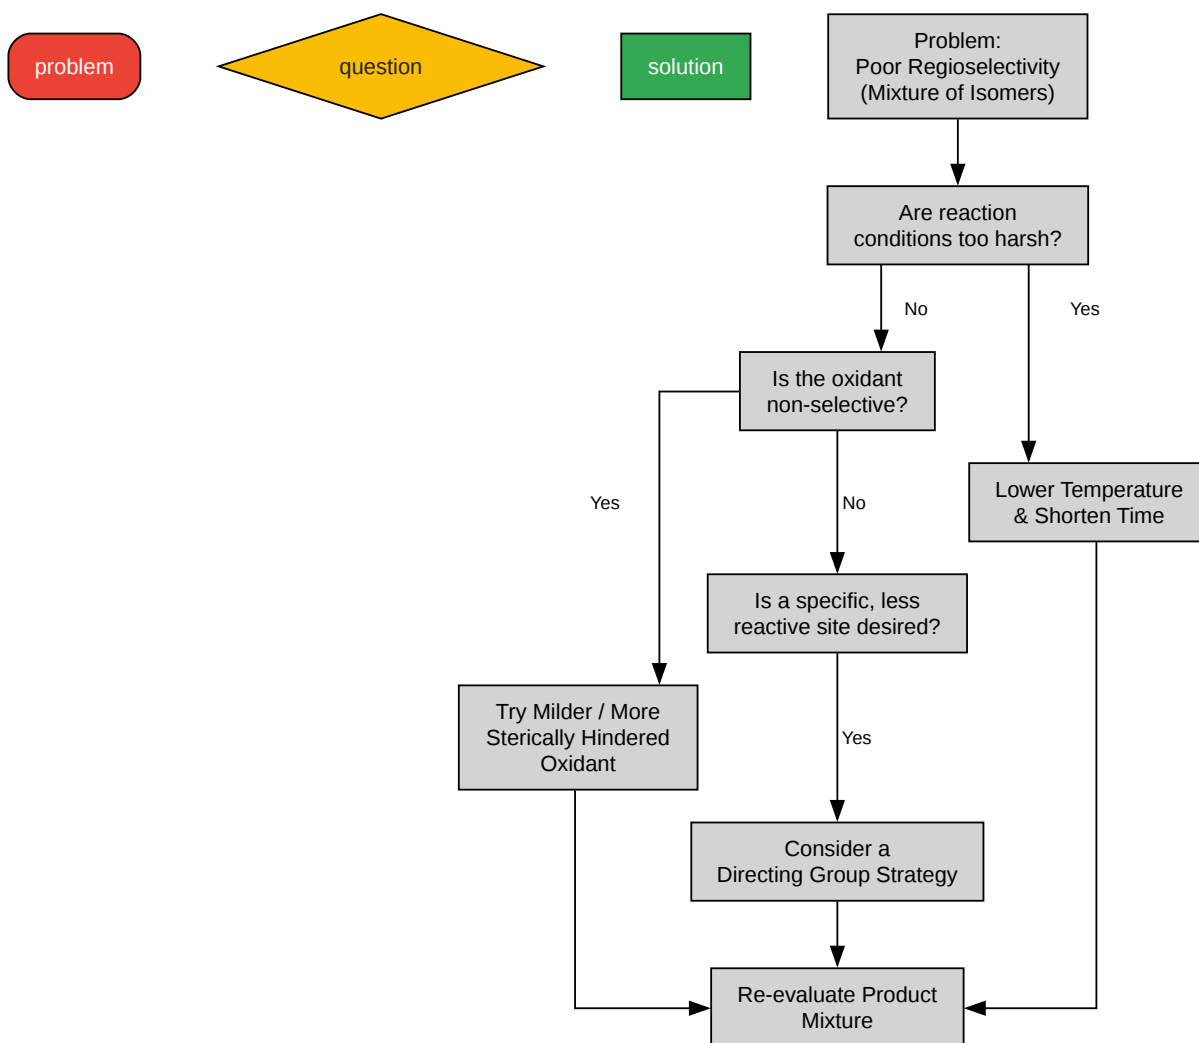 problem
question
solution
Problem:
Poor Regioselectivity
(Mixture of Isomers)
Are reaction
conditions too harsh?
No
Yes
Is the oxidant
non-selective?
Yes
No
Lower Temperature
& Shorten Time
Is a specific, less
reactive site desired?
Try Milder / More
Sterically Hindered
Oxidant
Yes
Consider a
Directing Group Strategy
Re-evaluate Product
Mixture